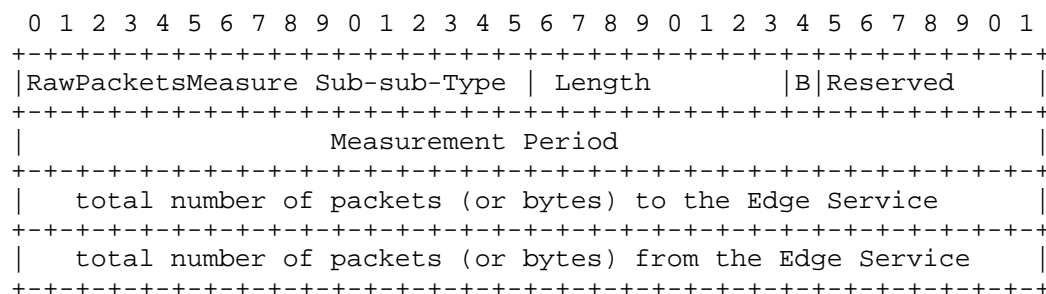 0 1 2 3 4 5 6 7 8 9 0 1 2 3 4 5 6 7 8 9 0 1 2 3 4 5 6 7 8 9 0 1
+-+-+-+-+-+-+-+-+-+-+-+-+-+-+-+-+-+-+-+-+-+-+-+-+-+-+-+-+-+-+-+-+
|RawPacketsMeasure Sub-sub-Type | Length        |B|Reserved     |
+-+-+-+-+-+-+-+-+-+-+-+-+-+-+-+-+-+-+-+-+-+-+-+-+-+-+-+-+-+-+-+-+
|                   Measurement Period                          |
+-+-+-+-+-+-+-+-+-+-+-+-+-+-+-+-+-+-+-+-+-+-+-+-+-+-+-+-+-+-+-+-+
|   total number of packets (or bytes) to the Edge Service      |
+-+-+-+-+-+-+-+-+-+-+-+-+-+-+-+-+-+-+-+-+-+-+-+-+-+-+-+-+-+-+-+-+
|   total number of packets (or bytes) from the Edge Service    |
+-+-+-+-+-+-+-+-+-+-+-+-+-+-+-+-+-+-+-+-+-+-+-+-+-+-+-+-+-+-+-+-+